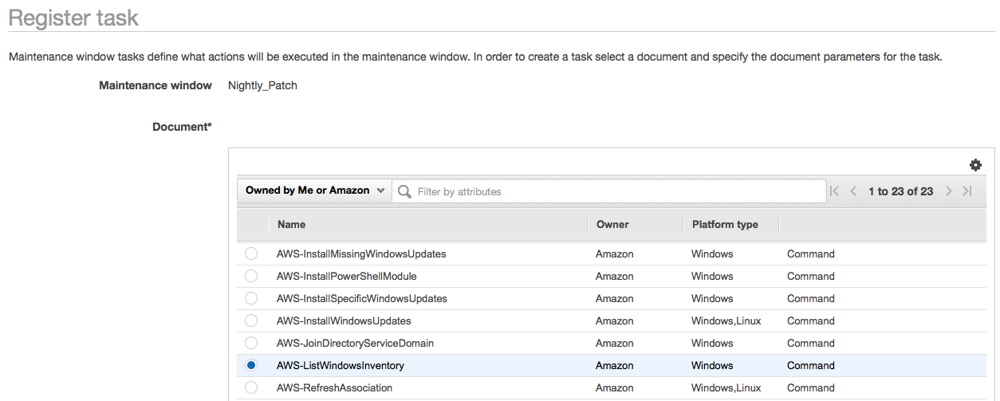 Register task
Maintenance window tasks define what actions will be executed in the maintenance window. In order to create a task select a document and specify the document parameters for the task.
Maintenance window Nightly_Patch
Document*
Owned by Me or Amazon Filter by attributes 1 to 23 of 23
Name Owner Platform type
AWS-InstallMissingWindowsUpdates Amazon Windows Command
AWS-InstallPowerShellModule Amazon Windows Command
AWS-InstallSpecificWindowsUpdates Amazon Windows Command
AWS-InstallWindowsUpdates Amazon Windows,Linux Command
AWS-JoinDirectoryServiceDomain Amazon Windows Command
AWS-ListWindowsInventory Amazon Windows Command
AWS-RefreshAssociation Amazon Windows,Linux Command